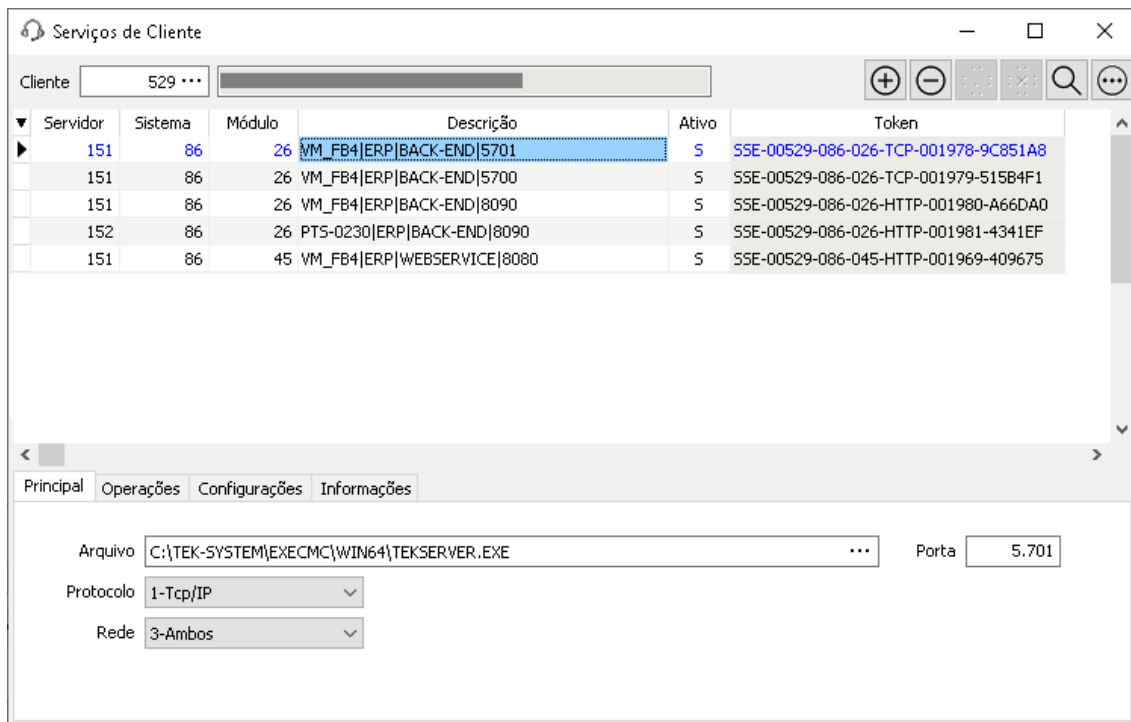 Serviços de Cliente
Cliente 529 ···
Servidor Sistema Módulo Descrição Ativo Token
151 86 26 VM_FB4|ERP|BACK-END|5701 S SSE-00529-086-026-TCP-001978-9C851A8
151 86 26 VM_FB4|ERP|BACK-END|5700 S SSE-00529-086-026-TCP-001979-515B4F1
151 86 26 VM_FB4|ERP|BACK-END|8090 S SSE-00529-086-026-HTTP-001980-A66DA0
152 86 26 PTS-0230|ERP|BACK-END|8090 S SSE-00529-086-026-HTTP-001981-4341EF
151 86 45 VM_FB4|ERP|WEBSERVICE|8080 S SSE-00529-086-045-HTTP-001969-409675
Principal Operações Configurações Informações
Arquivo C:\TEK-SYSTEM\EXECMC\WIN64\TEKSERVER.EXE ··· Porta 5.701
Protocolo 1-Tcp/IP
Rede 3-Ambos